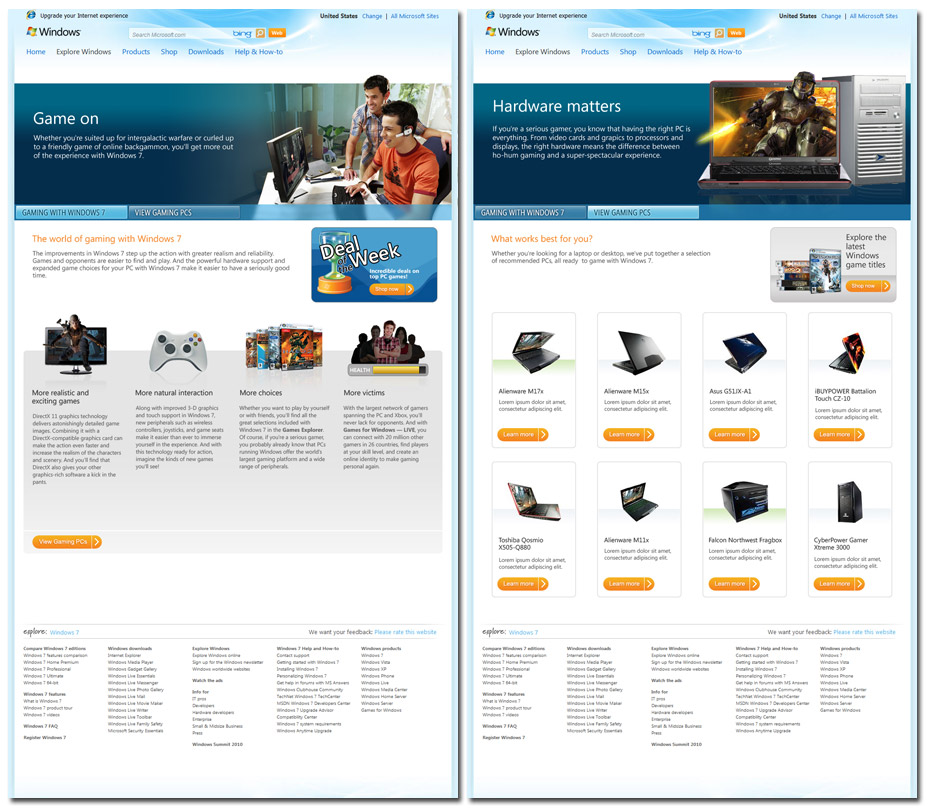 Upgrade your Internet experience
United States Change | All Microsoft Sites
Windows
Search Microsoft.com bing Web
Home Explore Windows Products Shop Downloads Help & How-to
Game on
Whether you're suited up for intergalactic warfare or curled up
to a friendly game of online backgammon, you'll get more out
of the experience with Windows 7.
GAMING WITH WINDOWS 7 VIEW GAMING PCS
The world of gaming with Windows 7
The improvements in Windows 7 step up the action with greater realism and reliability.
Games and opponents are easier to find and play. And the powerful hardware support and
expanded game choices for your PC with Windows 7 make it easier to have a seriously good
time.
Deal
of the
Week
Incredible deals on
top PC games!
Shop now
HEALTH
More realistic and
exciting games
DirectX 11 graphics technology
delivers astonishingly detailed game
images. Combining it with a
DirectX-compatible graphics card can
make the action even faster and
increase the realism of the characters
and scenery. And you'll find that
DirectX also gives your other
graphics-rich software a kick in the
pants.
More natural interaction
Along with improved 3-D graphics
and touch support in Windows 7,
new peripherals such as wireless
controllers, joysticks, and game seats
make it easier than ever to immerse
yourself in the experience. And with
this technology ready for action,
imagine the kinds of new games
you'll see!
More choices
Whether you want to play by yourself
or with friends, you'll find all the
great selections included with
Windows 7 in the Games Explorer.
Of course, if you're a serious gamer,
you probably already know that PCs
running Windows offer the world's
largest gaming platform and a wide
range of peripherals.
More victims
With the largest network of gamers
spanning the PC and Xbox, you'll
never lack for opponents. And with
Games for Windows — LIVE, you
can connect with 20 million other
gamers in 26 countries, find players
at your skill level, and create an
online identity to make gaming
personal again.
View Gaming PCs
explore: Windows 7
We want your feedback: Please rate this website
Compare Windows 7 editions
Windows 7 features comparison
Windows 7 Home Premium
Windows 7 Professional
Windows 7 Ultimate
Windows 7 64-bit
Windows 7 features
What is Windows 7
Windows 7 product tour
Windows 7 videos
Windows 7 FAQ
Register Windows 7
Windows downloads
Internet Explorer
Windows Media Player
Windows Gadget Gallery
Windows Live Essentials
Windows Live Messenger
Windows Live Photo Gallery
Windows Live Mail
Windows Live Movie Maker
Windows Live Writer
Windows Live Toolbar
Windows Live Family Safety
Microsoft Security Essentials
Explore Windows
Explore Windows online
Sign up for the Windows newsletter
Windows worldwide websites
Watch the ads
Info for
IT pros
Developers
Hardware developers
Enterprise
Small & Midsize Business
Press
Windows Summit 2010
Windows 7 Help and How-to
Contact support
Getting started with Windows 7
Installing Windows 7
Personalizing Windows 7
Get help in forums with MS Answers
Windows Clubhouse Community
TechNet Windows 7 TechCenter
MSDN Windows 7 Developers Center
Windows 7 Upgrade Advisor
Compatibility Center
Windows 7 system requirements
Windows Anytime Upgrade
Windows products
Windows 7
Windows Vista
Windows XP
Windows Phone
Windows Live
Windows Media Center
Windows Home Server
Windows Server
Games for Windows
Upgrade your Internet experience
United States Change | All Microsoft Sites
Windows
Search Microsoft.com bing Web
Home Explore Windows Products Shop Downloads Help & How-to
Hardware matters
If you're a serious gamer, you know that having the right PC is
everything. From video cards and grapics to processors and
displays, the right hardware means the difference between
ho-hum gaming and a super-spectacular experience.
GAMING WITH WINDOWS 7 VIEW GAMING PCS
What works best for you?
Whether you're looking for a laptop or desktop, we've put together a selection
of recommended PCs, all ready to game with Windows 7.
Explore the
latest
Windows
game titles
Shop now
Alienware M17x
Lorem ipsum dolor sit amet,
consectetur adipiscing elit.
Learn more
Alienware M15x
Lorem ipsum dolor sit amet,
consectetur adipiscing elit.
Learn more
Asus G51JX-A1
Lorem ipsum dolor sit amet,
consectetur adipiscing elit.
Learn more
iBUYPOWER Battalion
Touch CZ-10
Lorem ipsum dolor sit amet,
consectetur adipiscing elit.
Learn more
Toshiba Qosmio
X505-Q880
Lorem ipsum dolor sit amet,
consectetur adipiscing elit.
Learn more
Alienware M11x
Lorem ipsum dolor sit amet,
consectetur adipiscing elit.
Learn more
Falcon Northwest Fragbox
Lorem ipsum dolor sit amet,
consectetur adipiscing elit.
Learn more
CyberPower Gamer
Xtreme 3000
Lorem ipsum dolor sit amet,
consectetur adipiscing elit.
Learn more
explore: Windows 7
We want your feedback: Please rate this website
Compare Windows 7 editions
Windows 7 features comparison
Windows 7 Home Premium
Windows 7 Professional
Windows 7 Ultimate
Windows 7 64-bit
Windows 7 features
What is Windows 7
Windows 7 product tour
Windows 7 videos
Windows 7 FAQ
Register Windows 7
Windows downloads
Internet Explorer
Windows Media Player
Windows Gadget Gallery
Windows Live Essentials
Windows Live Messenger
Windows Live Photo Gallery
Windows Live Mail
Windows Live Movie Maker
Windows Live Writer
Windows Live Toolbar
Windows Live Family Safety
Microsoft Security Essentials
Explore Windows
Explore Windows online
Sign up for the Windows newsletter
Windows worldwide websites
Watch the ads
Info for
IT pros
Developers
Hardware developers
Enterprise
Small & Midsize Business
Press
Windows Summit 2010
Windows 7 Help and How-to
Contact support
Getting started with Windows 7
Installing Windows 7
Personalizing Windows 7
Get help in forums with MS Answers
Windows Clubhouse Community
TechNet Windows 7 TechCenter
MSDN Windows 7 Developers Center
Windows 7 Upgrade Advisor
Compatibility Center
Windows 7 system requirements
Windows Anytime Upgrade
Windows products
Windows 7
Windows Vista
Windows XP
Windows Phone
Windows Live
Windows Media Center
Windows Home Server
Windows Server
Games for Windows